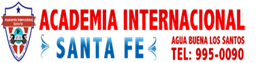 ACADEMIA INTERNACIONAL
SANTA FE
AGUA BUENA LOS SANTOS
TEL: 995-0090